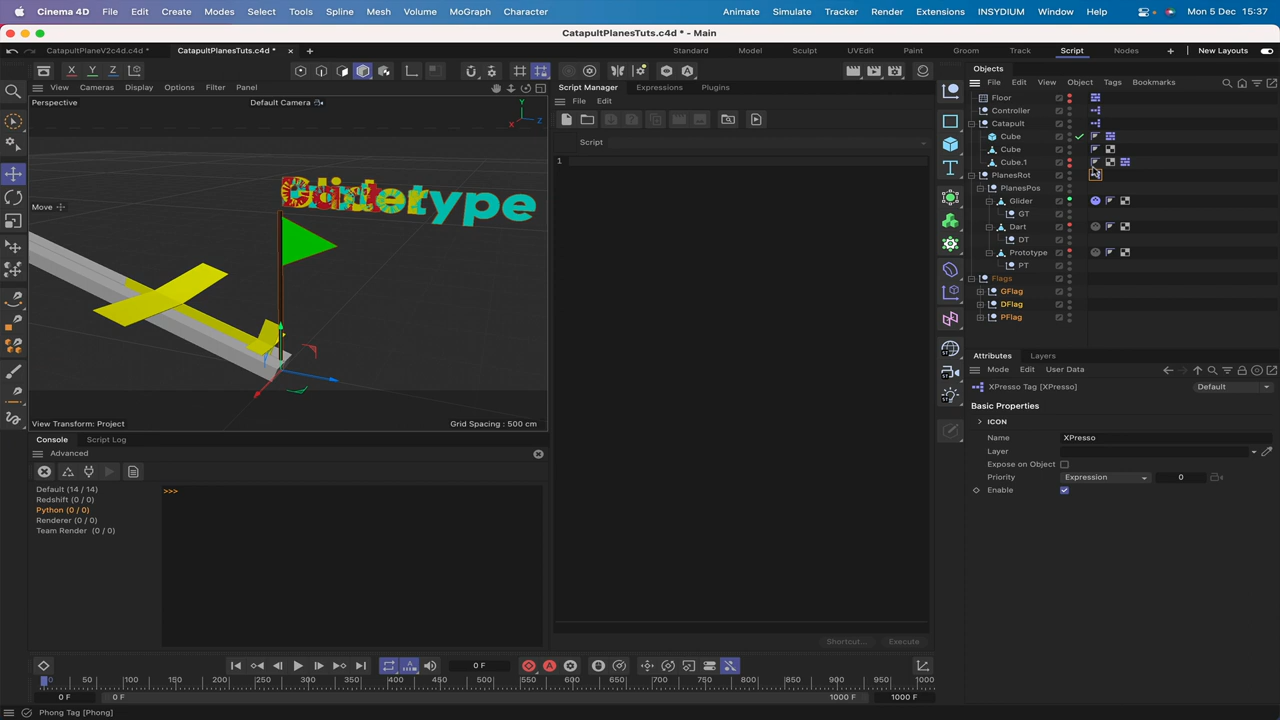 Cinema 4D File Edit Create Modes Select Tools Spline Mesh Volume MoGraph Character Animate Simulate Tracker Render Extensions INSYDIUM Window Help Mon 5 Dec 15:37
CatapultPlanesTuts.c4d * - Main
CatapultPlaneV2c4d.c4d * CatapultPlanesTuts.c4d * Standard Model Sculpt UVEdit Paint Groom Track Script Nodes New Layouts
X Y Z
Objects
View Cameras Display Options Filter Panel
Script Manager Expressions Plugins
File Edit View Object Tags Bookmarks
Perspective Default Camera
File Edit
Y
X Z
Script
1
Move
Prototype
Floor
Controller
Catapult
Cube
Cube
Cube.1
PlanesRot
PlanesPos
Glider
GT
Dart
DT
Prototype
PT
Flags
GFlag
DFlag
PFlag
Attributes Layers
Mode Edit User Data
XPresso Tag [XPresso] Default
Basic Properties
ICON
Name XPresso
Layer
Expose on Object
Priority Expression 0
Enable
View Transform: Project Grid Spacing : 500 cm
Console Script Log
Advanced
Default (14 / 14)
Redshift (0 / 0)
Python (0 / 0)
Renderer (0 / 0)
Team Render (0 / 0)
>>>
Shortcut... Execute
0 F
0 50 100 150 200 250 300 350 400 450 500 550 600 650 700 750 800 850 900 950 1000
0 F 0 F 1000 F 1000 F
Phong Tag [Phong]